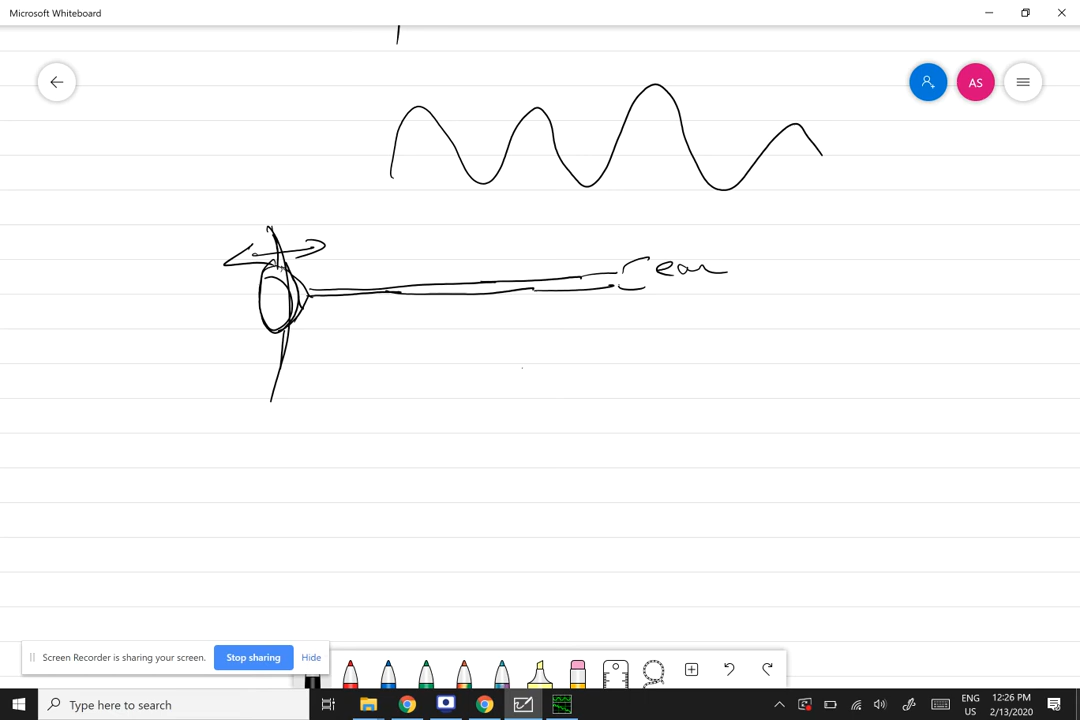 Microsoft Whiteboard
AS
ear
Screen Recorder is sharing your screen.
Stop sharing
Hide
Type here to search
ENG
US
12:26 PM
2/13/2020